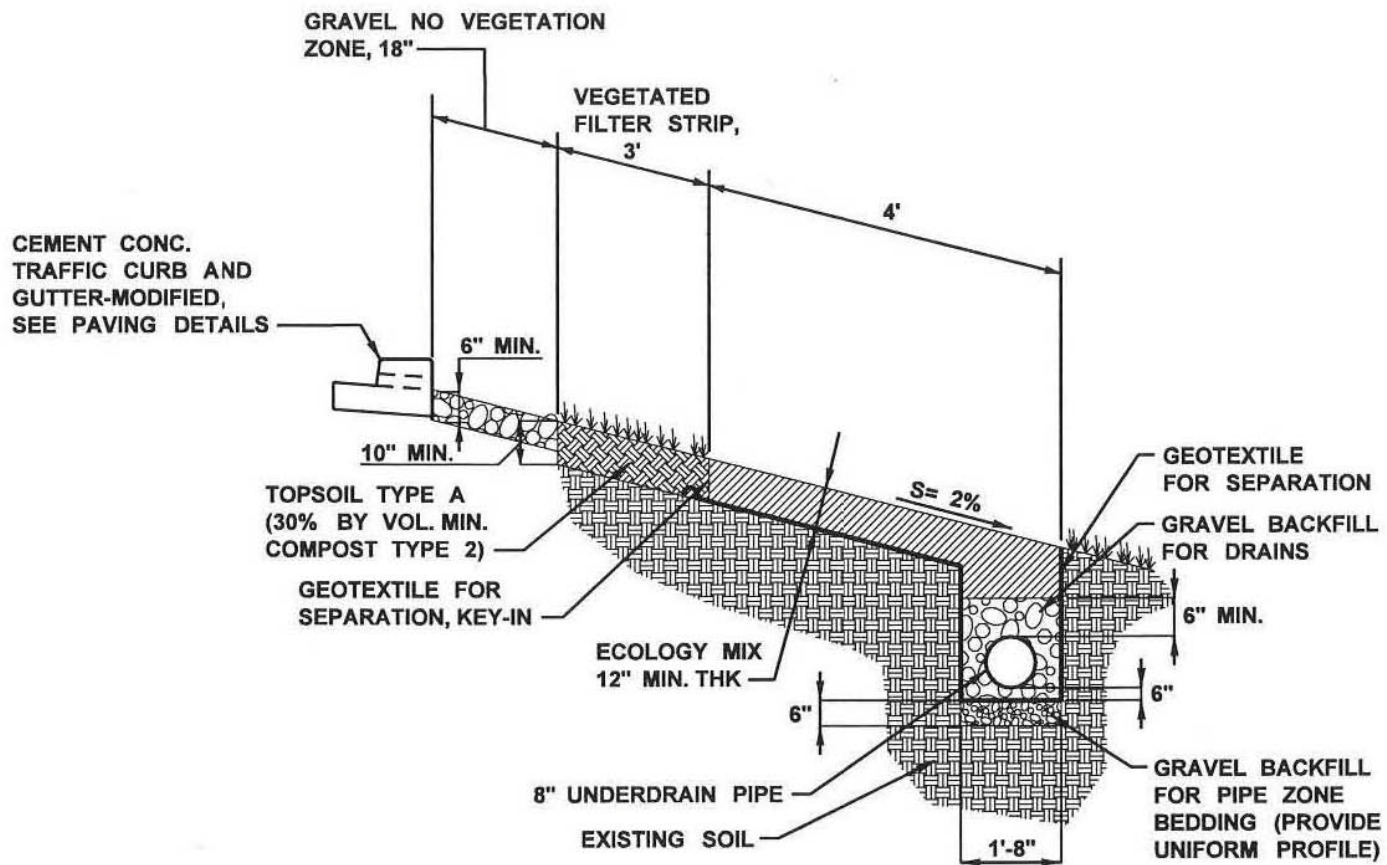 GRAVEL NO VEGETATION
ZONE, 18"
VEGETATED
FILTER STRIP,
3'
4'
CEMENT CONC.
TRAFFIC CURB AND
GUTTER-MODIFIED,
SEE PAVING DETAILS
6" MIN.
10" MIN.
TOPSOIL TYPE A
(30% BY VOL. MIN.
COMPOST TYPE 2)
GEOTEXTILE FOR
SEPARATION, KEY-IN
ECOLOGY MIX
12" MIN. THK
S= 2%
GEOTEXTILE
FOR SEPARATION
GRAVEL BACKFILL
FOR DRAINS
6" MIN.
6"
6"
8" UNDERDRAIN PIPE
EXISTING SOIL
1'-8"
GRAVEL BACKFILL
FOR PIPE ZONE
BEDDING (PROVIDE
UNIFORM PROFILE)